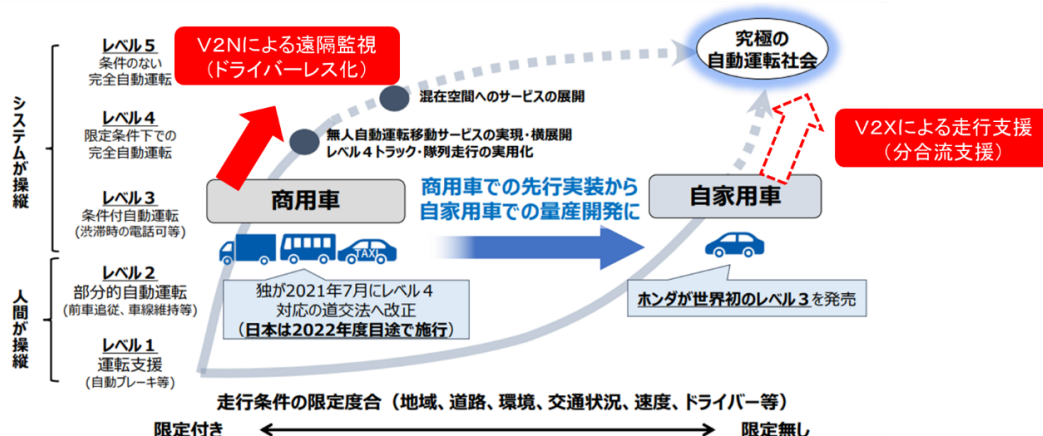 レベル5
条件のない
完全自動運転
レベル4
限定条件下での
完全自動運転
レベル3
条件付自動運転
(渋滞時の電話可等)
レベル2
部分的自動運転
(前車追従、車線維持等)
レベル1
運転支援
(自動ブレーキ等)
システムが操縦
人間が操縦
V2Nによる遠隔監視
(ドライバーレス化)
混在空間へのサービスの展開
無人自動運転移動サービスの実現・横展開
レベル4トラック・隊列走行の実用化
究極の
自動運転社会
V2Xによる走行支援
(分合流支援)
商用車
商用車での先行実装から
自家用車での量産開発に
自家用車
TAXI
独が2021年7月にレベル4
対応の道交法へ改正
(日本は2022年度目途で施行)
ホンダが世界初のレベル3を発売
走行条件の限定度合(地域、道路、環境、交通状況、速度、ドライバー等)
限定付き
限定無し